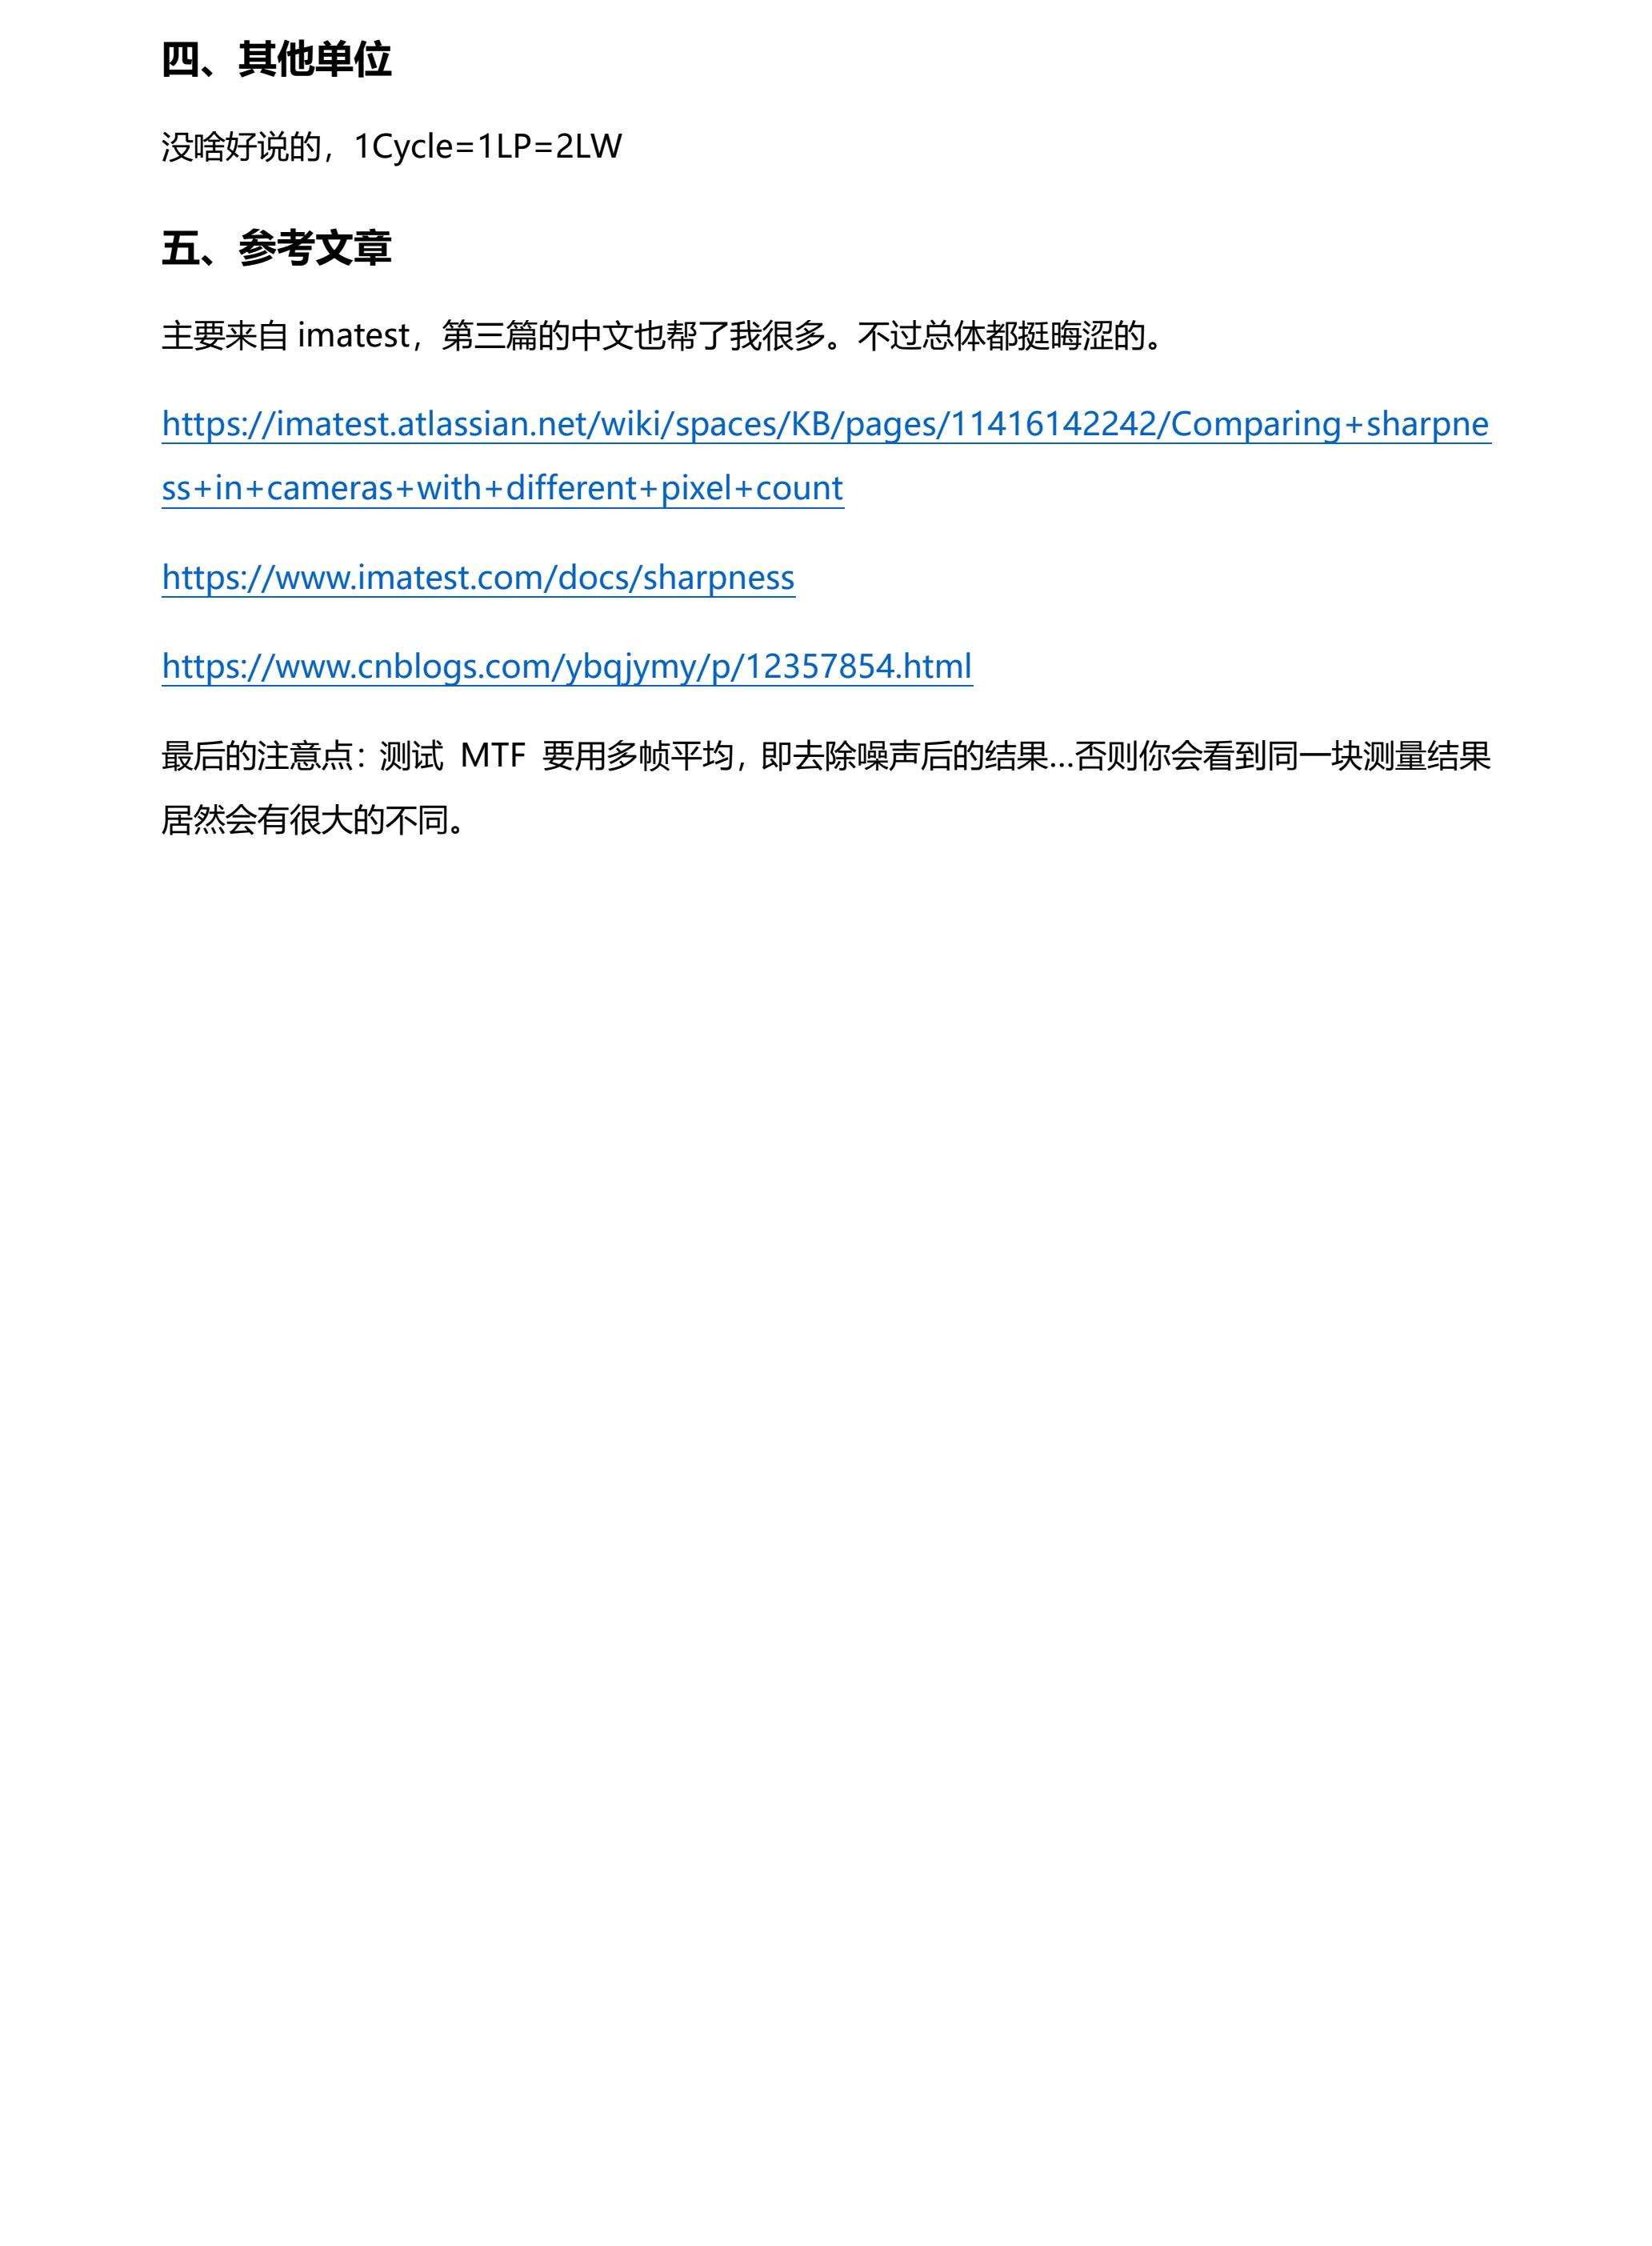 四、其他单位
没啥好说的，1Cycle=1LP=2LW
五、参考文章
主要来自 imatest，第三篇的中文也帮了我很多。不过总体都挺晦涩的。
https://imatest.atlassian.net/wiki/spaces/KB/pages/11416142242/Comparing+sharpne
ss+in+cameras+with+different+pixel+count
https://www.imatest.com/docs/sharpness
https://www.cnblogs.com/ybqjymy/p/12357854.html
最后的注意点：测试 MTF 要用多帧平均，即去除噪声后的结果…否则你会看到同一块测量结果
居然会有很大的不同。